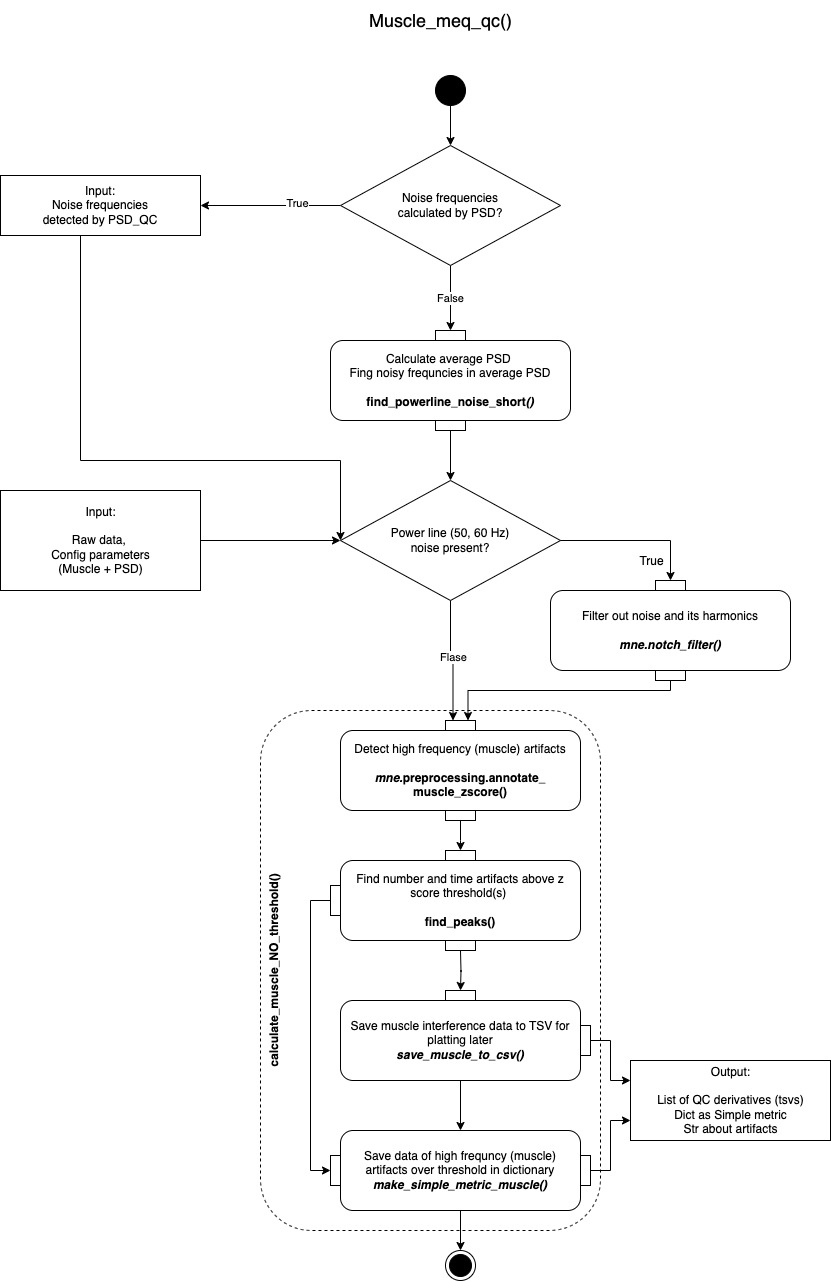 Muscle_meq_qc()
Noise frequencies
calculated by PSD?
True
Input:
Noise frequencies
detected by PSD_QC
False
Calculate average PSD
Fing noisy frequncies in average PSD
find_powerline_noise_short()
Input:
Raw data,
Config parameters
(Muscle + PSD)
Power line (50, 60 Hz)
noise present?
True
Filter out noise and its harmonics
mne.notch_filter()
Flase
Detect high frequency (muscle) artifacts
mne.preprocessing.annotate_
muscle_zscore()
calculate_muscle_NO_threshold()
Find number and time artifacts above z
score threshold(s)
find_peaks()
Save muscle interference data to TSV for
platting later
save_muscle_to_csv()
Output:
List of QC derivatives (tsvs)
Dict as Simple metric
Str about artifacts
Save data of high frequncy (muscle)
artifacts over threshold in dictionary
make_simple_metric_muscle()